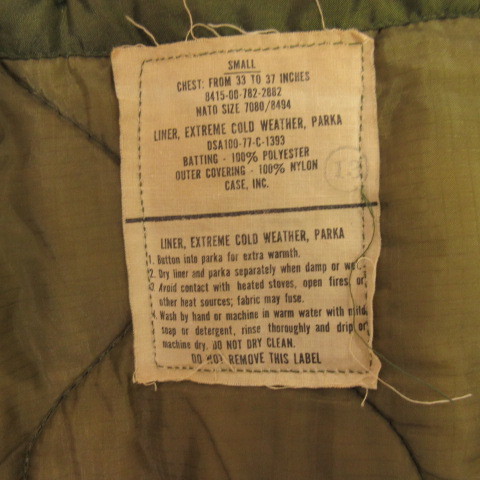 SMALL
CHEST: FROM 33 TO 37 INCHES
8415-00-782-2882
NATO SIZE 7080/8494
LINER, EXTREME COLD WEATHER, PARKA
DSA100-77-C-1393
BATTING - 100% POLYESTER
OUTER COVERING - 100% NYLON
CASE, INC.
12
LINER, EXTREME COLD WEATHER, PARKA
1. Button into parka for extra warmth.
2. Dry liner and parka separately when damp or wet.
3. Avoid contact with heated stoves, open fires, or
other heat sources; fabric may fuse.
4. Wash by hand or machine in warm water with mild
soap or detergent, rinse thoroughly and drip or
machine dry. DO NOT DRY CLEAN.
DO NOT REMOVE THIS LABEL